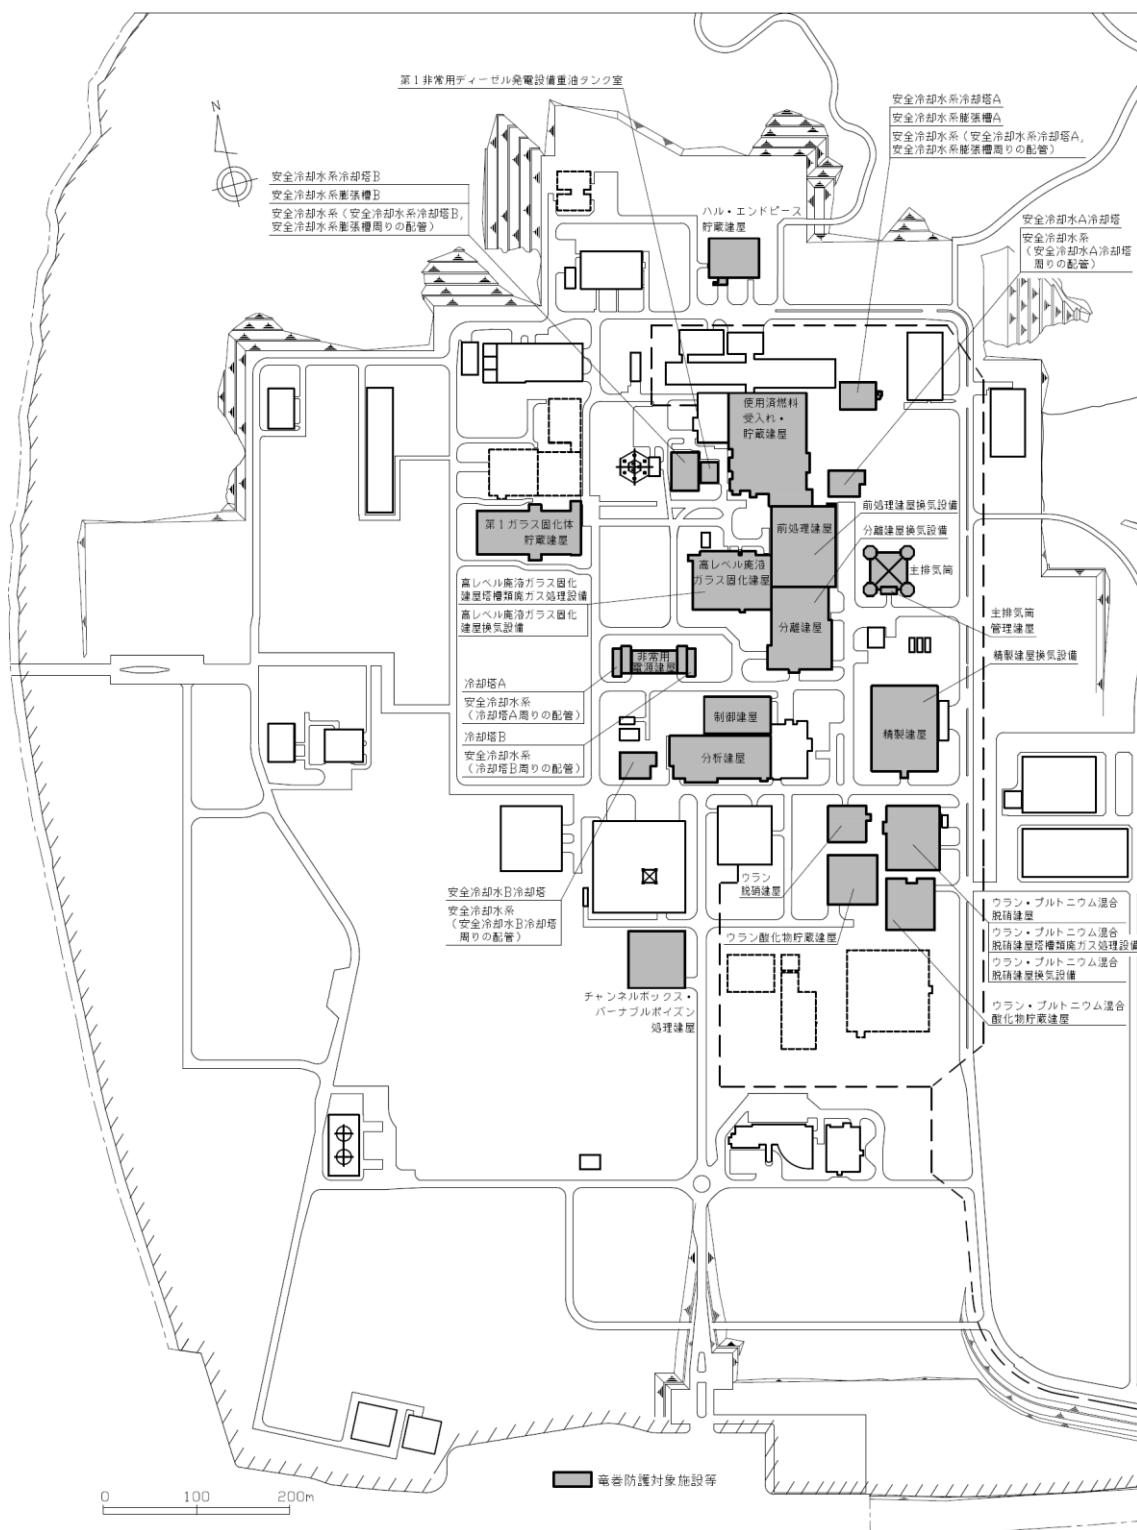 第1非常用ディーゼル発電設備重油タンク室
安全冷却水系冷却塔A
安全冷却水系膨張槽A
安全冷却水系(安全冷却水系冷却塔A,
安全冷却水系膨張槽周りの配管)
N
安全冷却水系冷却塔B
安全冷却水系膨張槽B
安全冷却水系(安全冷却水系冷却塔B,
安全冷却水系膨張槽周りの配管)
ハル・エンドピース
貯蔵建屋
安全冷却水A冷却塔
安全冷却水系
(安全冷却水A冷却塔
周りの配管)
使用済燃料
受入れ・
貯蔵建屋
前処理建屋換気設備
第1ガラス固化体
貯蔵建屋
前処理建屋
分離建屋換気設備
高レベル廃液
ガラス固化建屋
主排気筒
高レベル廃液ガラス固化
建屋塔槽類廃ガス処理設備
高レベル廃液ガラス固化
建屋換気設備
主排気筒
管理建屋
分離建屋
非常用
電源建屋
精製建屋換気設備
冷却塔A
安全冷却水系
(冷却塔A周りの配管)
制御建屋
精製建屋
冷却塔B
安全冷却水系
(冷却塔B周りの配管)
分析建屋
ウラン
脱硝建屋
安全冷却水B冷却塔
安全冷却水系
(安全冷却水B冷却塔
周りの配管)
ウラン酸化物貯蔵建屋
ウラン・プルトニウム混合
脱硝建屋
ウラン・プルトニウム混合
脱硝建屋塔槽類廃ガス処理設備
ウラン・プルトニウム混合
脱硝建屋換気設備
チャンネルボックス・
バーナブルポイズン
処理建屋
ウラン・プルトニウム混合
酸化物貯蔵建屋
竜巻防護対象施設等
0 100 200m